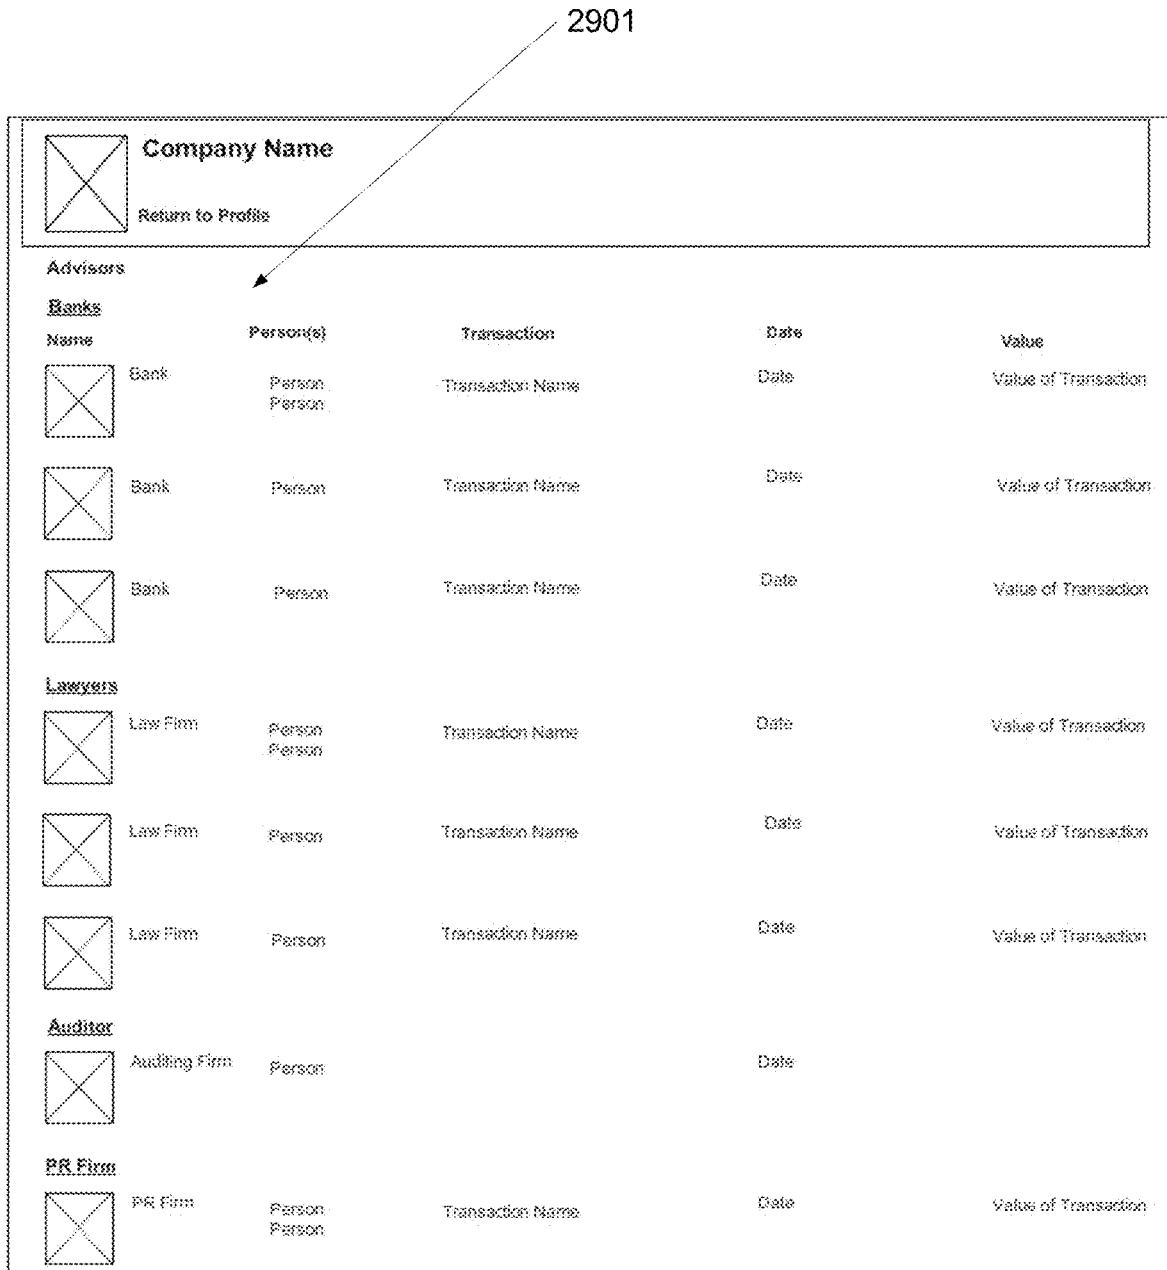 2901
Company Name
Return to Profile
Advisors
Banks
Name Person(s) Transaction Date Value
Bank Person Transaction Name Date Value of Transaction
Person
Bank Person Transaction Name Date Value of Transaction
Bank Person Transaction Name Date Value of Transaction
Lawyers
Law Firm Person Transaction Name Date Value of Transaction
Person
Law Firm Person Transaction Name Date Value of Transaction
Law Firm Person Transaction Name Date Value of Transaction
Auditor
Auditing Firm Person Date
PR Firm
PR Firm Person Transaction Name Date Value of Transaction
Person